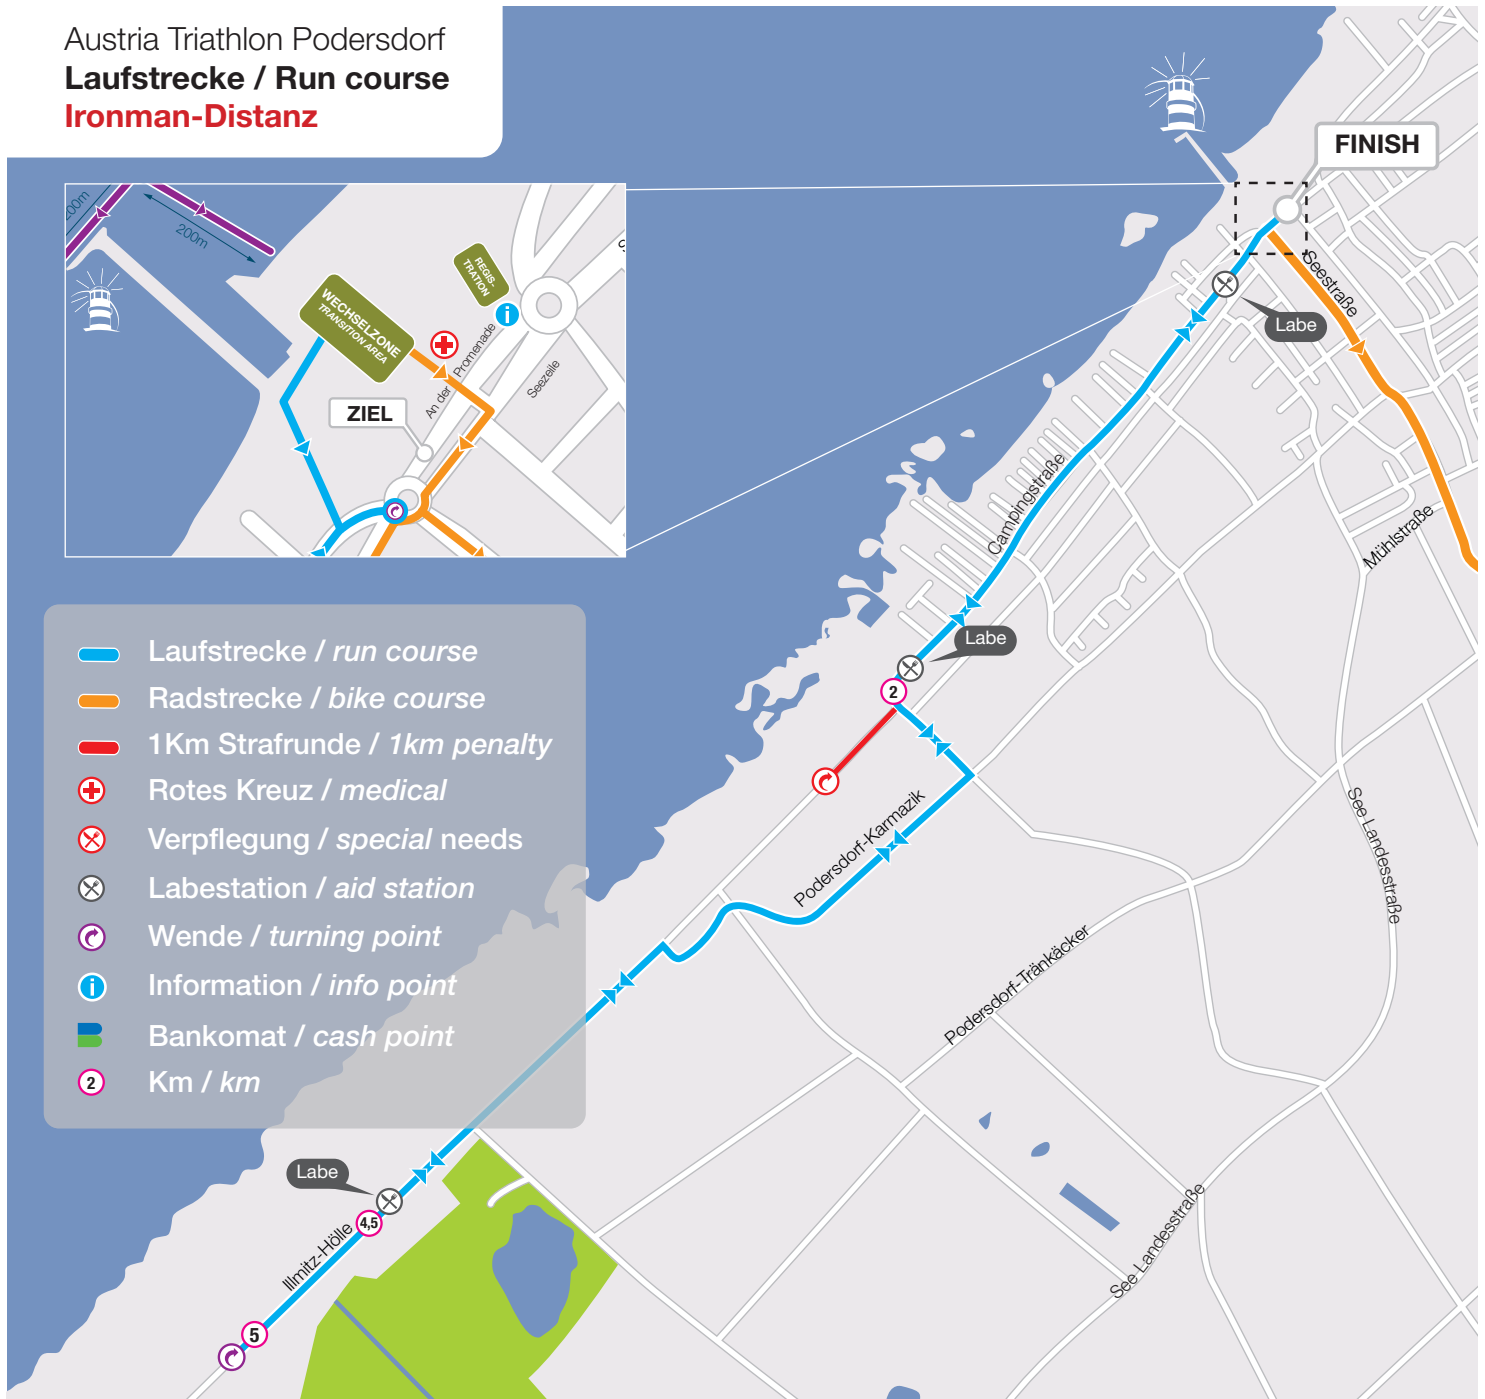 Austria Triathlon Podersdorf
Laufstrecke / Run course
Ironman-Distanz
FINISH
200m
200m
REGIS-
TRATION
WECHSELZONE
TRANSITION AREA
i
An der Promenade
Seezeile
ZIEL
Seestraße
Labe
Campingstraße
Mühlstraße
Labe
2
Laufstrecke / run course
Radstrecke / bike course
1Km Strafrunde / 1km penalty
Rotes Kreuz / medical
Verpflegung / special needs
Labestation / aid station
Wende / turning point
i
Information / info point
Bankomat / cash point
2
Km / km
Podersdorf-Karmazik
See Landesstraße
Podersdorf-Tränkäcker
Labe
4,5
Illmitz-Hölle
See Landesstraße
5